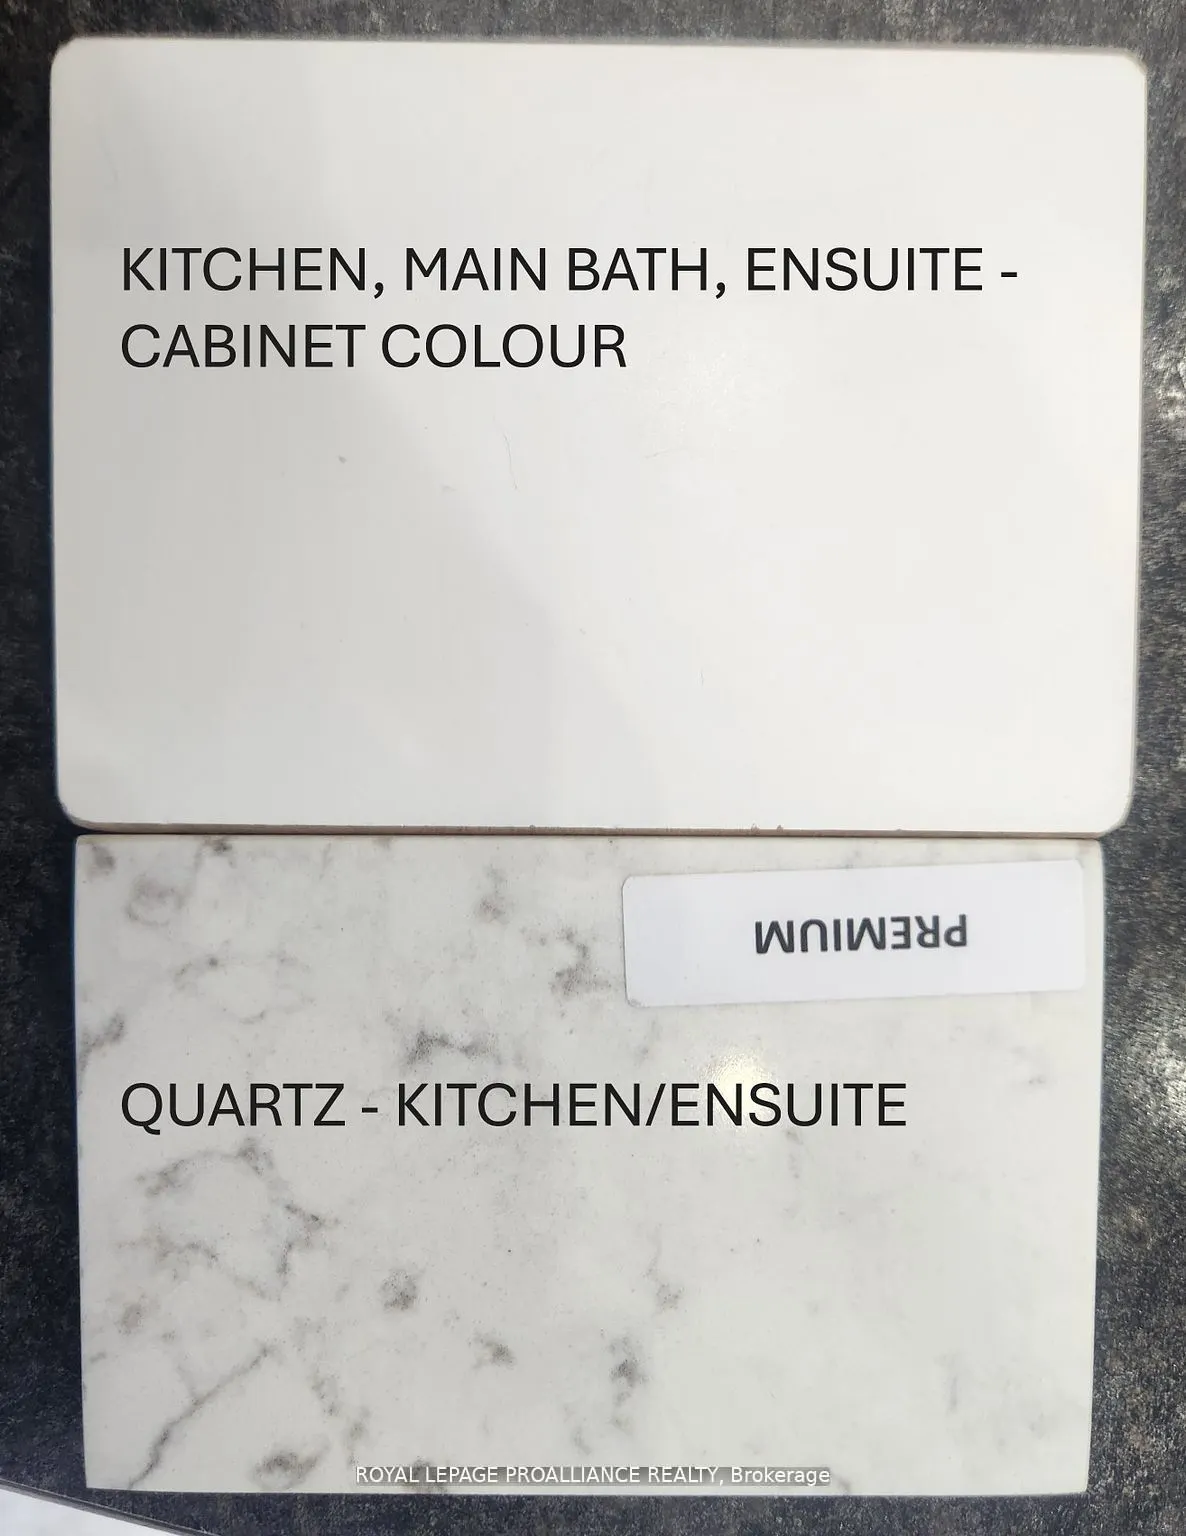 KITCHEN, MAIN BATH, ENSUITE -
CABINET COLOUR
PREMIUM
QUARTZ - KITCHEN/ENSUITE
ROYAL LEPAGE PROALLIANCE REALTY, Brokerage